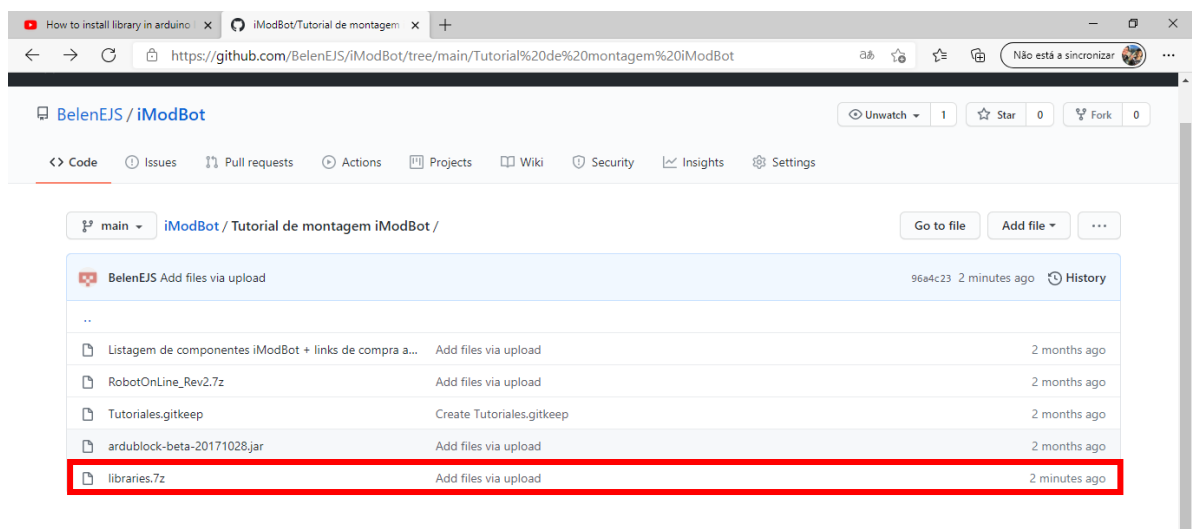 How to install library in arduino
iModBot/Tutorial de montagem
https://github.com/BelenEJS/iModBot/tree/main/Tutorial%20de%20montagem%20iModBot
Não está a sincronizar
BelenEJS / iModBot
Unwatch 1 Star 0 Fork 0
<> Code Issues Pull requests Actions Projects Wiki Security Insights Settings
main iModBot / Tutorial de montagem iModBot / Go to file Add file ...
BelenEJS Add files via upload 96a4c23 2 minutes ago History
..
Listagem de componentes iModBot + links de compra a... Add files via upload 2 months ago
RobotOnLine_Rev2.7z Add files via upload 2 months ago
Tutoriales.gitkeep Create Tutoriales.gitkeep 2 months ago
ardublock-beta-20171028.jar Add files via upload 2 months ago
libraries.7z Add files via upload 2 minutes ago